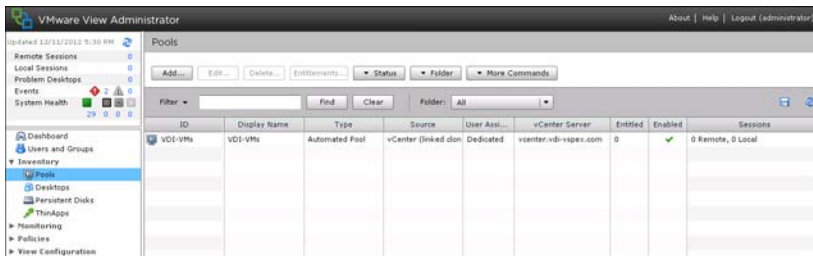 VMware View Administrator
About | Help | Logout (administrator)
Updated 12/11/2012 5:30 PM
Remote Sessions 0
Local Sessions 0
Problem Desktops 0
Events 2 0
System Health
29 0 0 0
Dashboard
Users and Groups
Inventory
Pools
Desktops
Persistent Disks
ThinApps
Monitoring
Policies
View Configuration
Pools
Add... Edit... Delete... Entitlements... Status Folder More Commands
Filter Find Clear Folder: All
ID Display Name Type Source User Assi... vCenter Server Entitled Enabled Sessions
VDI-VMs VDI-VMs Automated Pool vCenter (linked clon Dedicated vcenter.vdi-vspex.com 0 0 Remote, 0 Local